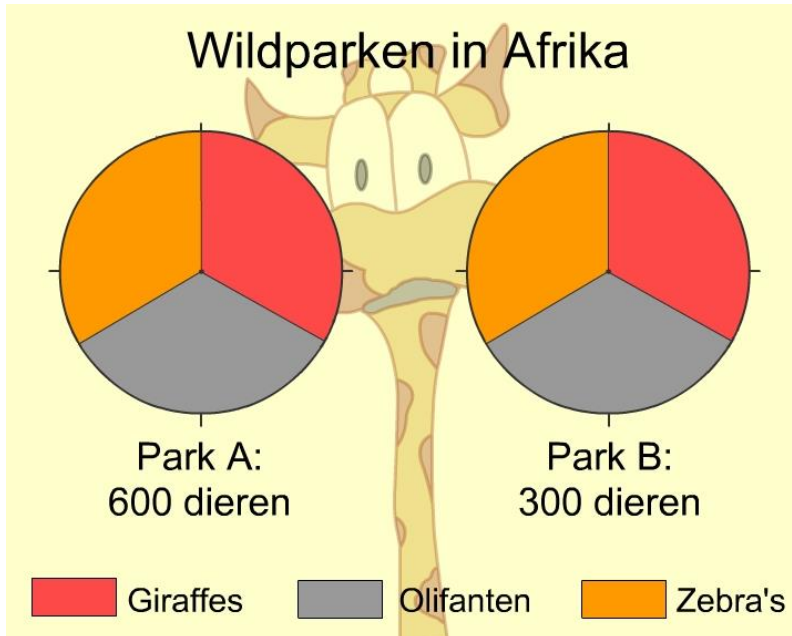 Wildparken in Afrika
Park A:
600 dieren
Park B:
300 dieren
Giraffes
Olifanten
Zebra's